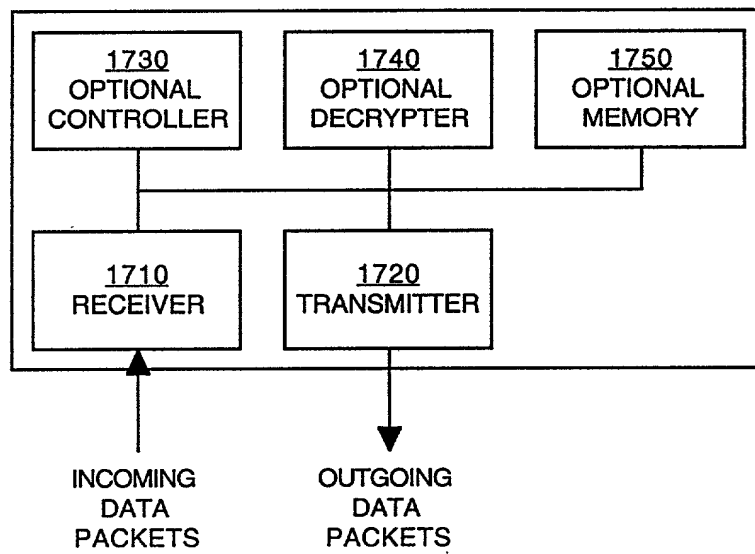 1730
OPTIONAL
CONTROLLER
1740
OPTIONAL
DECRYPTER
1750
OPTIONAL
MEMORY
1710
RECEIVER
1720
TRANSMITTER
INCOMING
DATA
PACKETS
OUTGOING
DATA
PACKETS